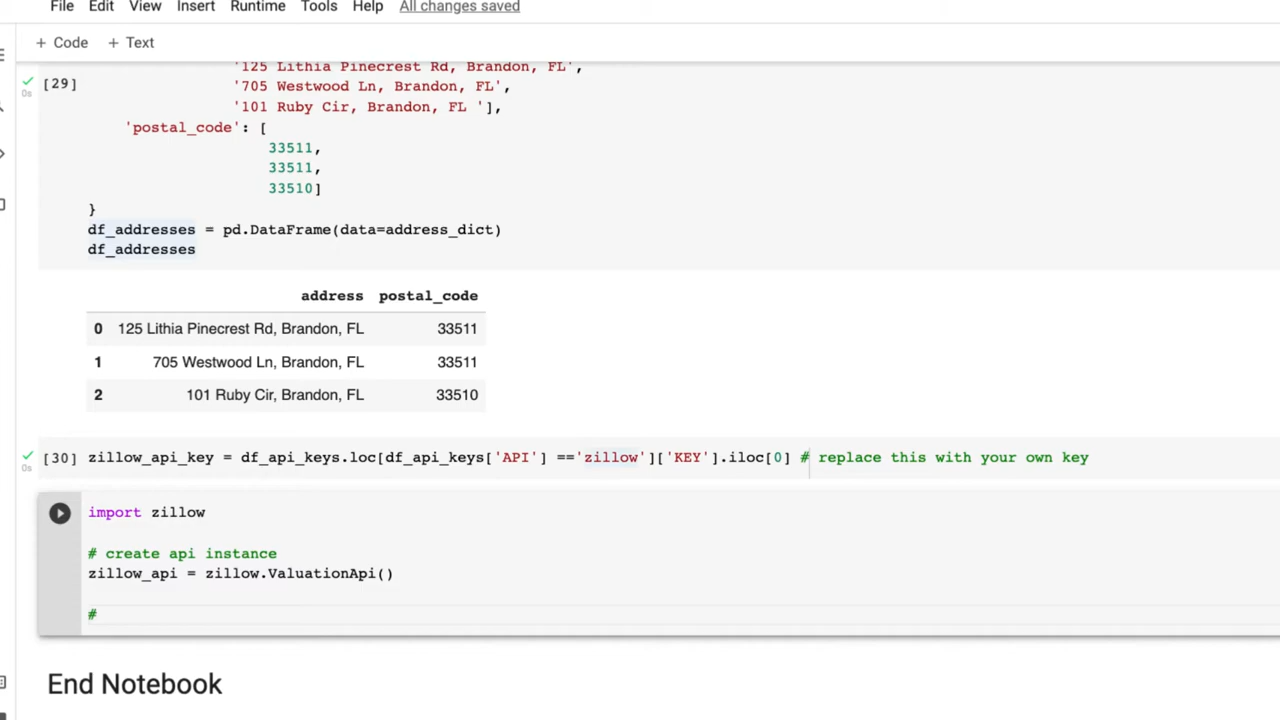 File Edit View Insert Runtime Tools Help All changes saved
+ Code + Text
'125 Lithia Pinecrest Rd, Brandon, FL',
[29] '705 Westwood Ln, Brandon, FL',
'101 Ruby Cir, Brandon, FL '],
'postal_code': [
33511,
33511,
33510]
}
df_addresses = pd.DataFrame(data=address_dict)
df_addresses
address postal_code
0 125 Lithia Pinecrest Rd, Brandon, FL 33511
1 705 Westwood Ln, Brandon, FL 33511
2 101 Ruby Cir, Brandon, FL 33510
[30] zillow_api_key = df_api_keys.loc[df_api_keys['API'] =='zillow']['KEY'].iloc[0] # replace this with your own key
0s
import zillow
# create api instance
zillow_api = zillow.ValuationApi()
#
End Notebook